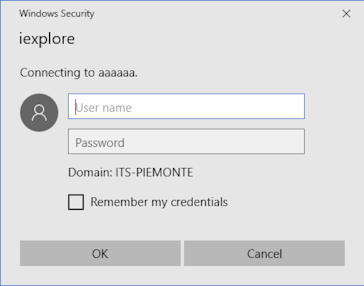 Windows Security
iexplore
Connecting to aaaaaa.
User name
Password
Domain: ITS-PIEMONTE
Remember my credentials
OK Cancel